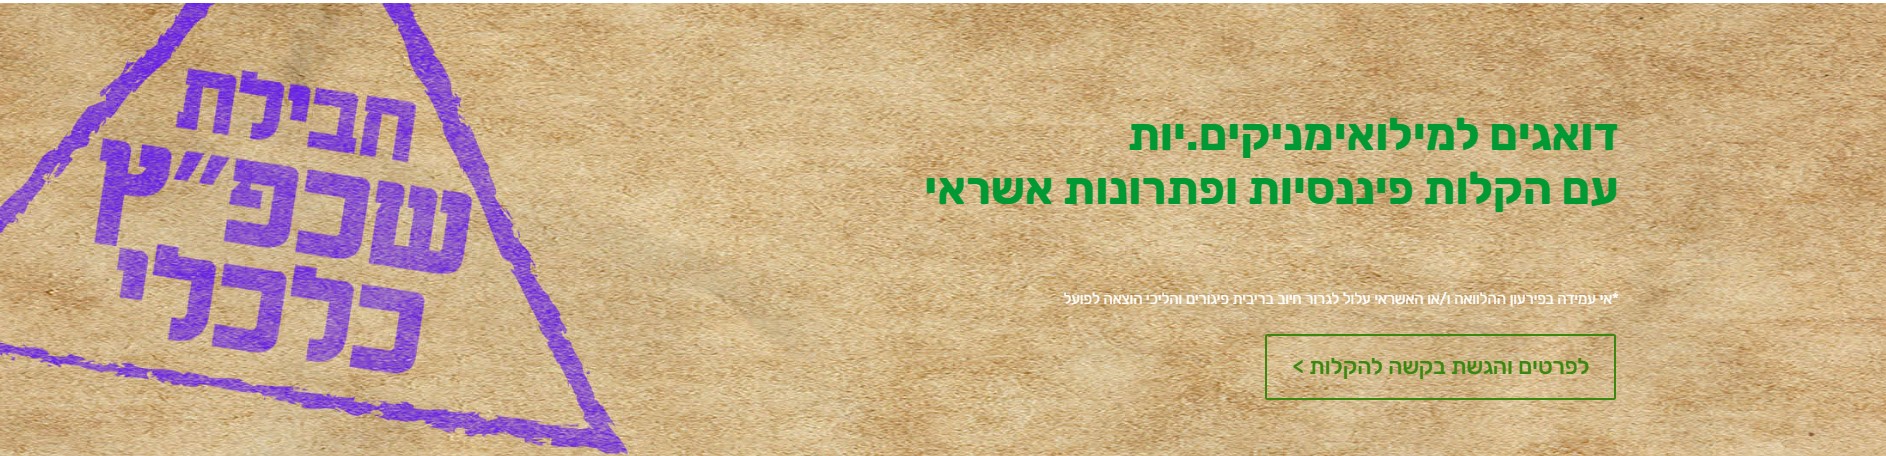 דואגים למילואימניקים.יות
עם הקלות פיננסיות ופתרונות אשראי
*אי עמידה בפירעון ההלוואה ו/או האשראי עלול לגרור חיוב בריבית פיגורים והליכי הוצאה לפועל
לפרטים והגשת בקשה להקלות >
חבילת
שכפ״ץ
כלכלי